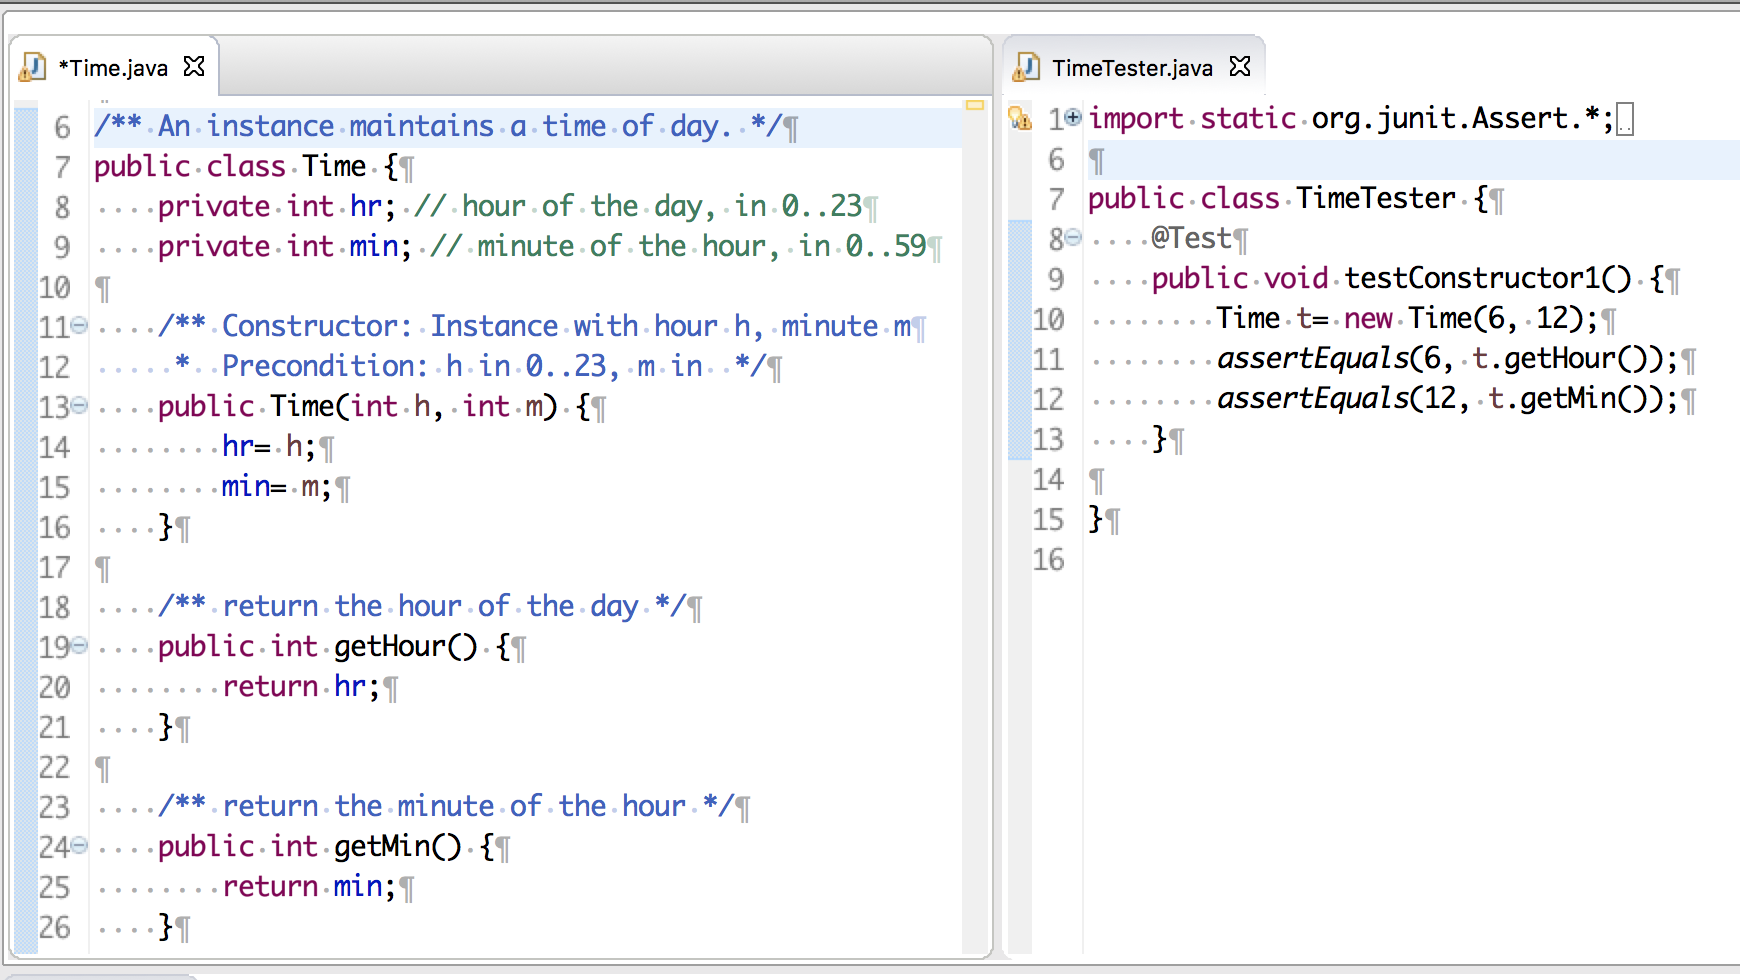 *Time.java
6 /** An instance maintains a time of day. */¶
7 public class Time {¶
8 ....private int hr; // hour of the day, in 0..23¶
9 ....private int min; // minute of the hour, in 0..59¶
10 ¶
11 ..../** Constructor: Instance with hour h, minute m¶
12 .....* Precondition: h in 0..23, m in  */¶
13 ....public Time(int h, int m) {¶
14 ........hr= h;¶
15 ........min= m;¶
16 ....}¶
17 ¶
18 ..../** return the hour of the day */¶
19 ....public int getHour() {¶
20 ........return hr;¶
21 ....}¶
22 ¶
23 ..../** return the minute of the hour */¶
24 ....public int getMin() {¶
25 ........return min;¶
26 ....}¶
TimeTester.java
1 import static org.junit.Assert.*;
6 ¶
7 public class TimeTester {¶
8 ....@Test¶
9 ....public void testConstructor1() {¶
10 ........Time t= new Time(6, 12);¶
11 ........assertEquals(6, t.getHour());¶
12 ........assertEquals(12, t.getMin());¶
13 ....}¶
14 ¶
15 }¶
16